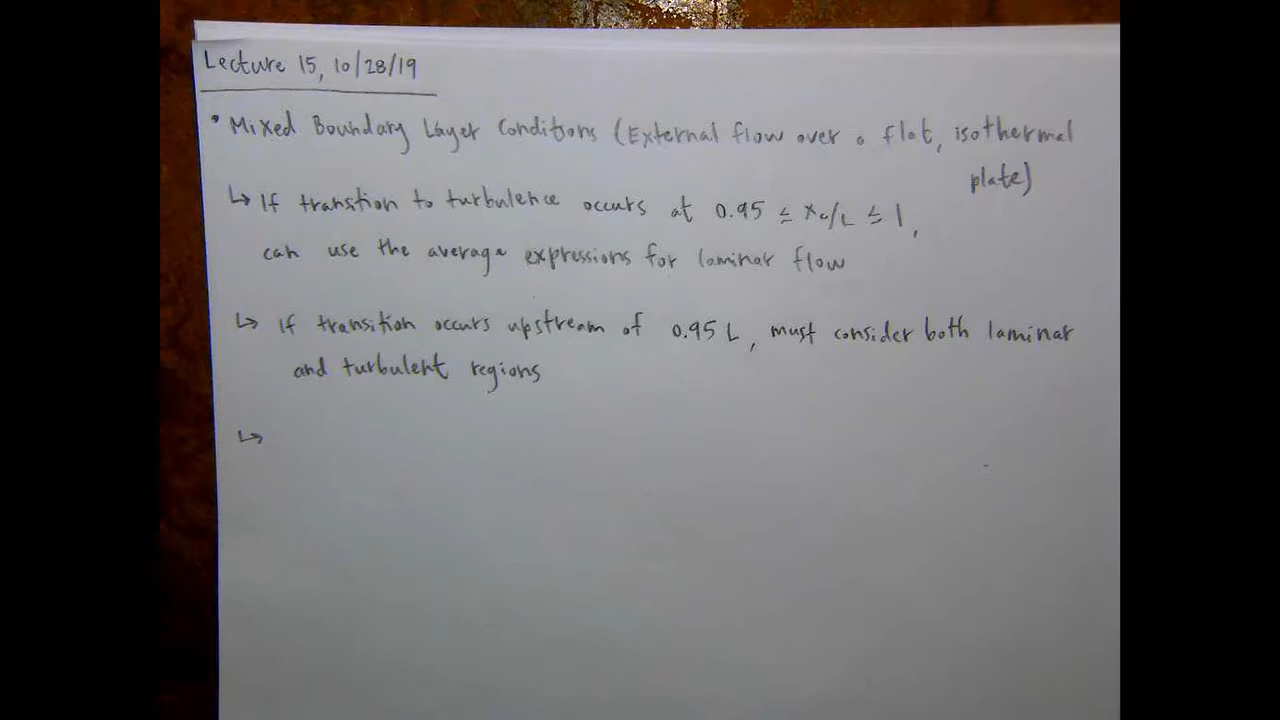 Lecture 15, 10/28/19
• Mixed Boundary Layer Conditions (External flow over a flat, isothermal
plate)
↳ If transtion to turbulence occurs at 0.95 ≤ xc/L ≤ 1,
can use the average expressions for laminar flow
↳ If transition occurs upstream of 0.95 L, must consider both laminar
and turbulent regions
↳